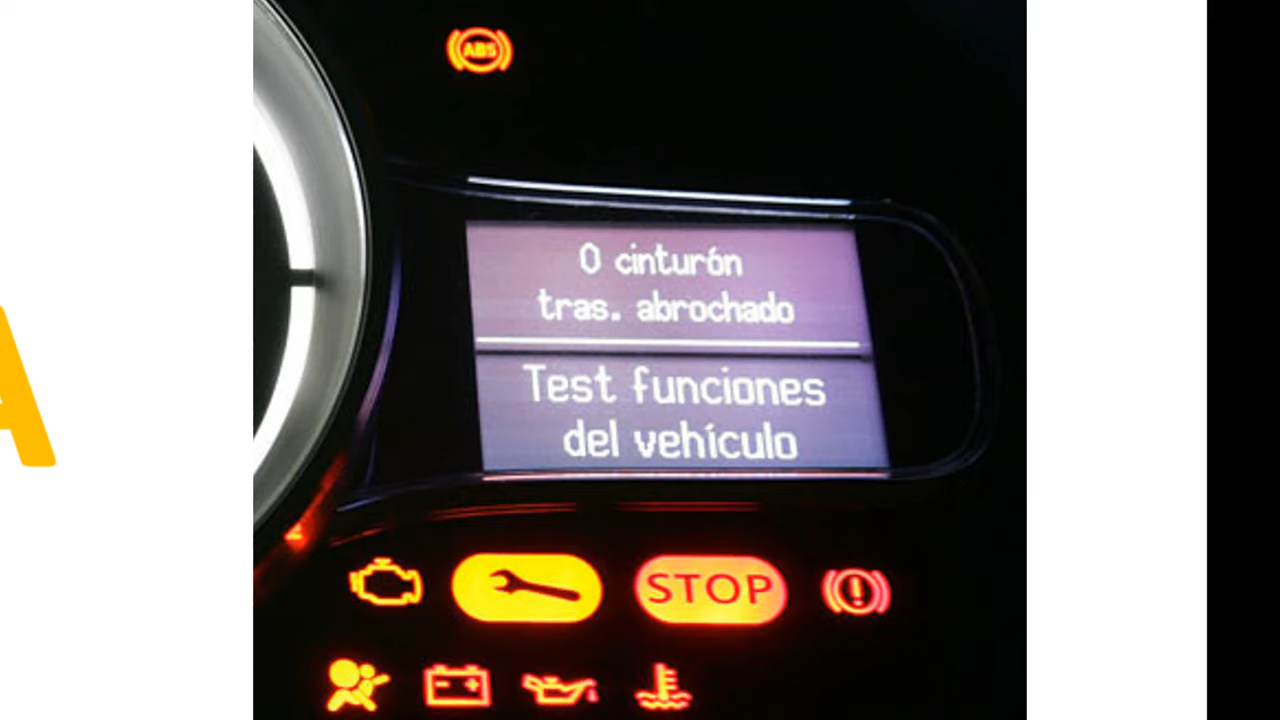 ABS
0 cinturón
tras. abrochado
Test funciones
del vehículo
STOP
A